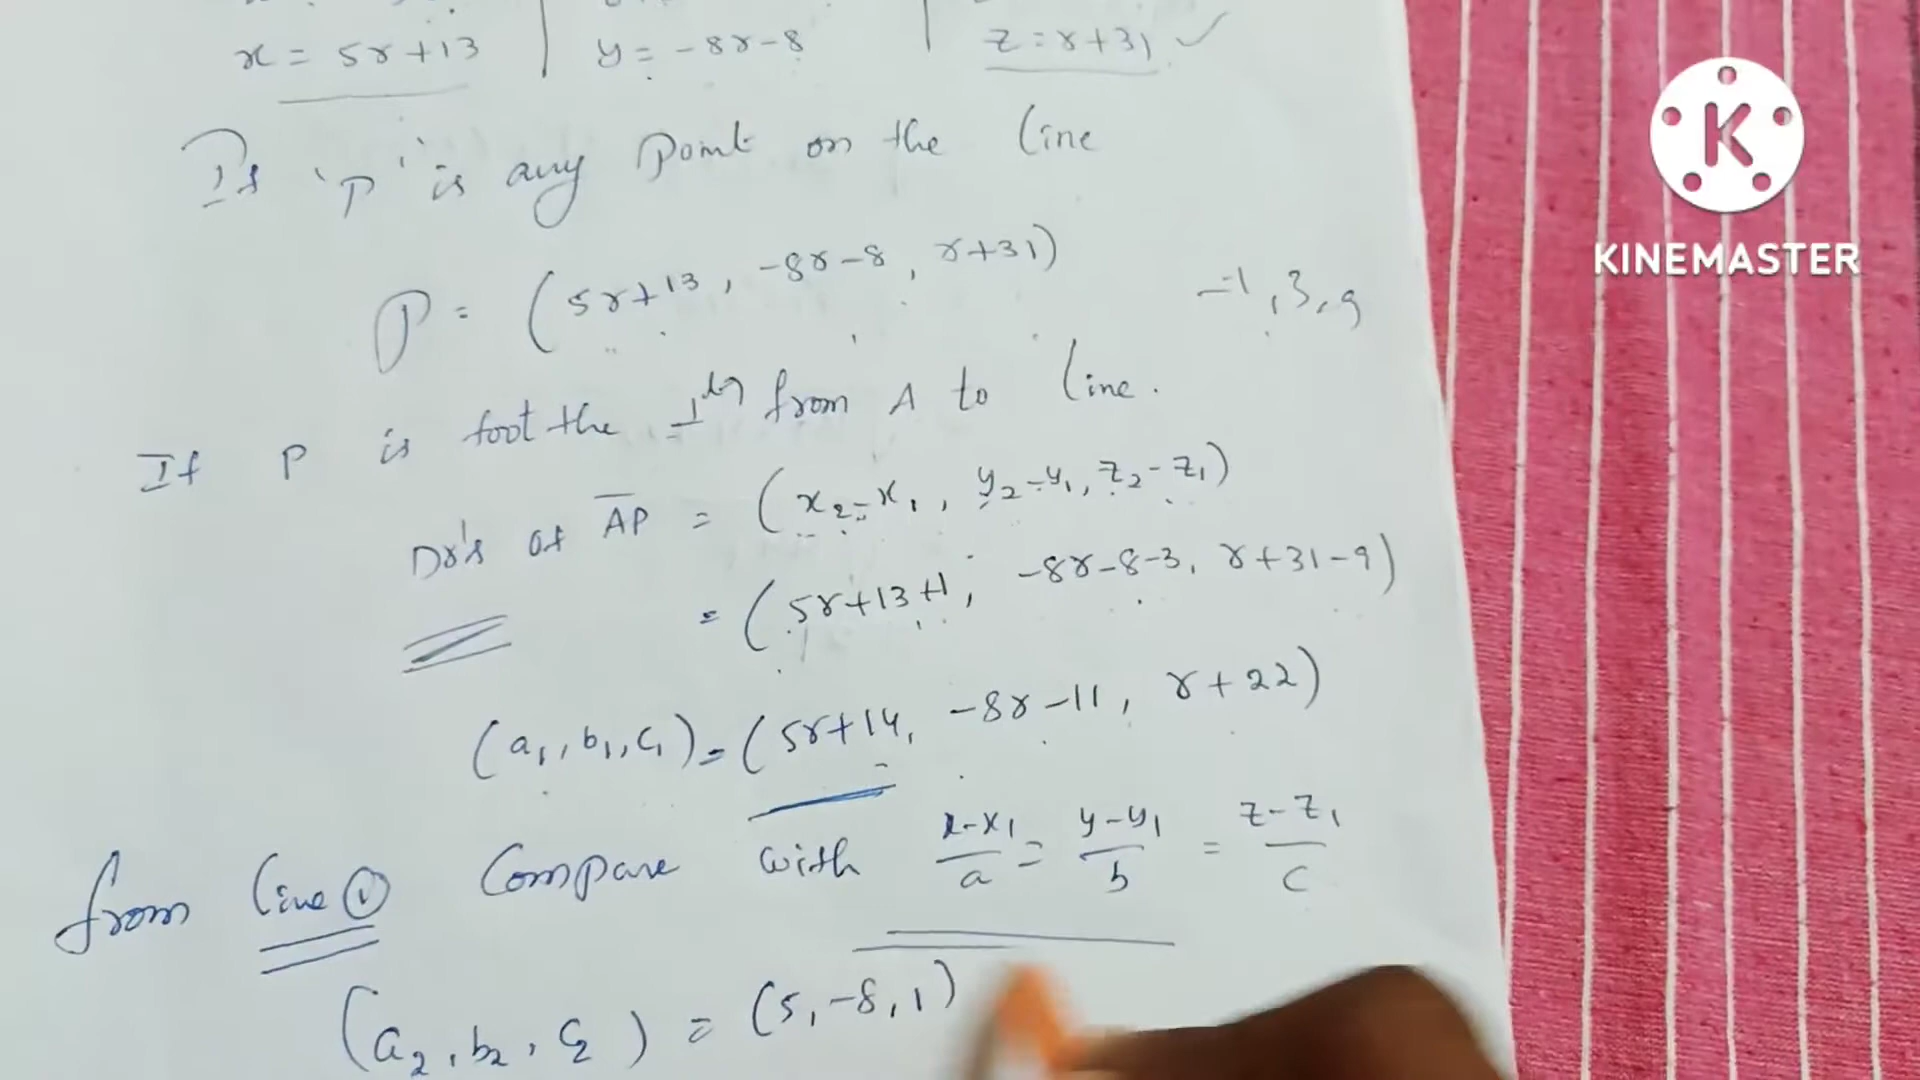 x = 5r+13 | y = -8r-8 | z = r+31 ✓
If 'P' is any point on the line
P = (5r+13, -8r-8, r+31)
-1, 3, 9
If P is foot the ⊥lr from A to line.
Dr's of AP = (x2-x1, y2-y1, z2-z1)
= (5r+13+1, -8r-8-3, r+31-9)
(a1, b1, c1) = (5r+14, -8r-11, r+22)
from line ① Compare with x-x1/a = y-y1/b = z-z1/c
(a2, b2, c2) = (5, -8, 1)
K
KINEMASTER